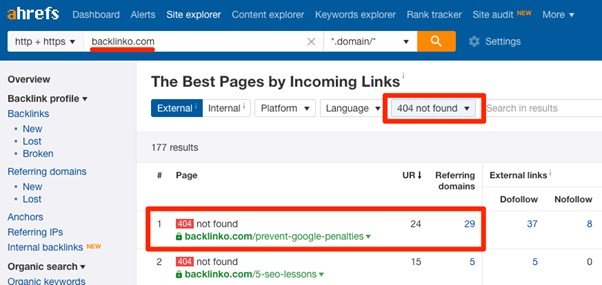 ahrefs Dashboard Alerts Site explorer Content explorer Keywords explorer Rank tracker Site audit NEW More
http + https backlinko.com *.domain/* Settings
Overview
Backlink profile
Backlinks
New
Lost
Broken
Referring domains
New
Lost
Anchors
Referring IPs
Internal backlinks NEW
Organic search
Organic keywords
The Best Pages by Incoming Links i
External i Internal i Platform Language 404 not found Search in results
177 results
# Page UR Referring domains External links i
Dofollow Nofollow
1 404 not found 24 29 37 8
backlinko.com/prevent-google-penalties
2 404 not found 15 5 5 0
backlinko.com/5-seo-lessons